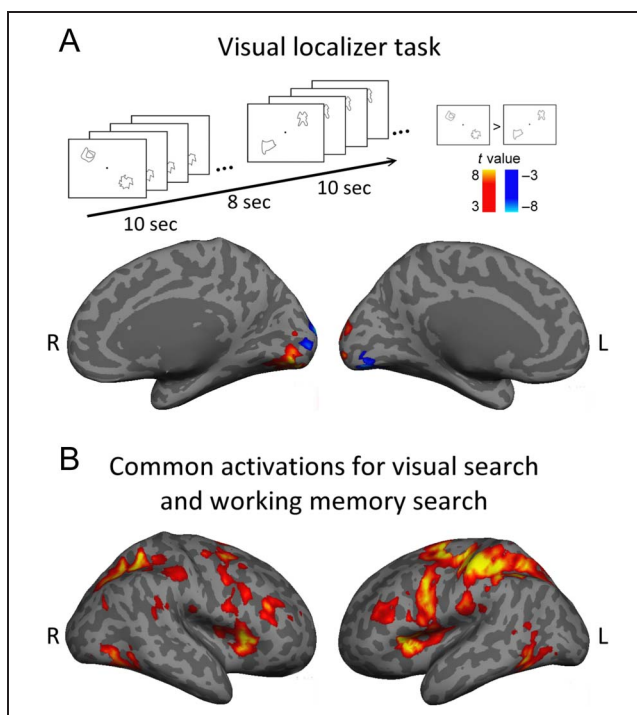 A
Visual localizer task
...
...
>
t value
8
-3
3
-8
10 sec
8 sec
10 sec
R
L
B
Common activations for visual search
and working memory search
R
L